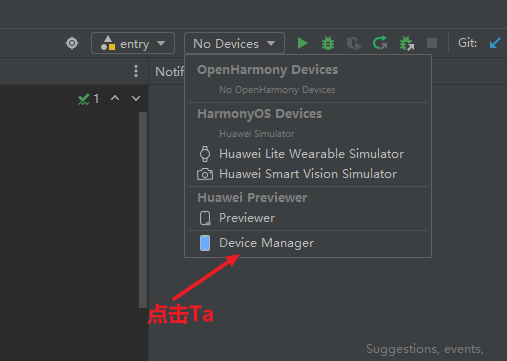 entry
No Devices
Git:
1
Notif
OpenHarmony Devices
No OpenHarmony Devices
HarmonyOS Devices
Huawei Simulator
Huawei Lite Wearable Simulator
Huawei Smart Vision Simulator
Huawei Previewer
Previewer
Device Manager
点击Ta
Suggestions, events,